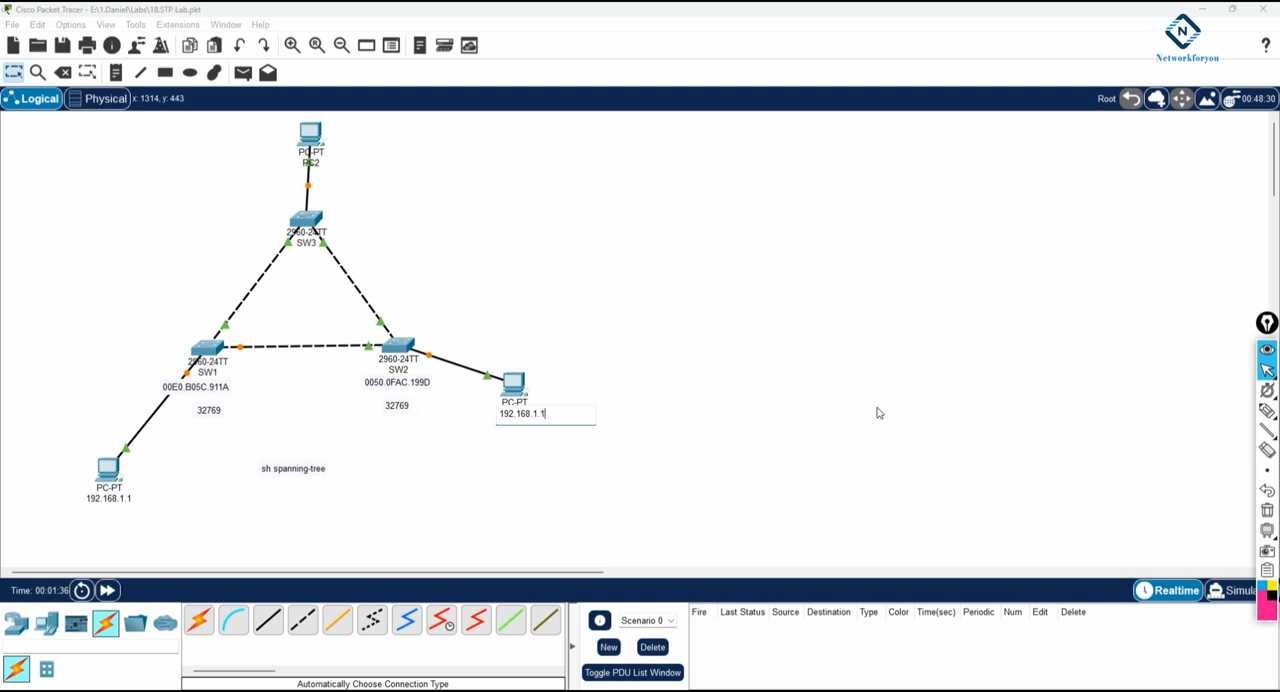 Cisco Packet Tracer - E:\1.Daniel\Labs\18.STP Lab.pkt
File Edit Options View Tools Extensions Window Help
N
Networkforyou
?
Logical
Physical
x: 1314, y: 443
Root
00:48:30
PC-PT
PC2
2960-24TT
SW3
2960-24TT
SW1
00E0.B05C.911A
32769
2960-24TT
SW2
0050.0FAC.199D
32769
PC-PT
192.168.1.1
sh spanning-tree
PC-PT
192.168.1.1
Time: 00:01:36
Realtime
Simula
Scenario 0
New
Delete
Toggle PDU List Window
Fire Last Status Source Destination Type Color Time(sec) Periodic Num Edit Delete
Automatically Choose Connection Type